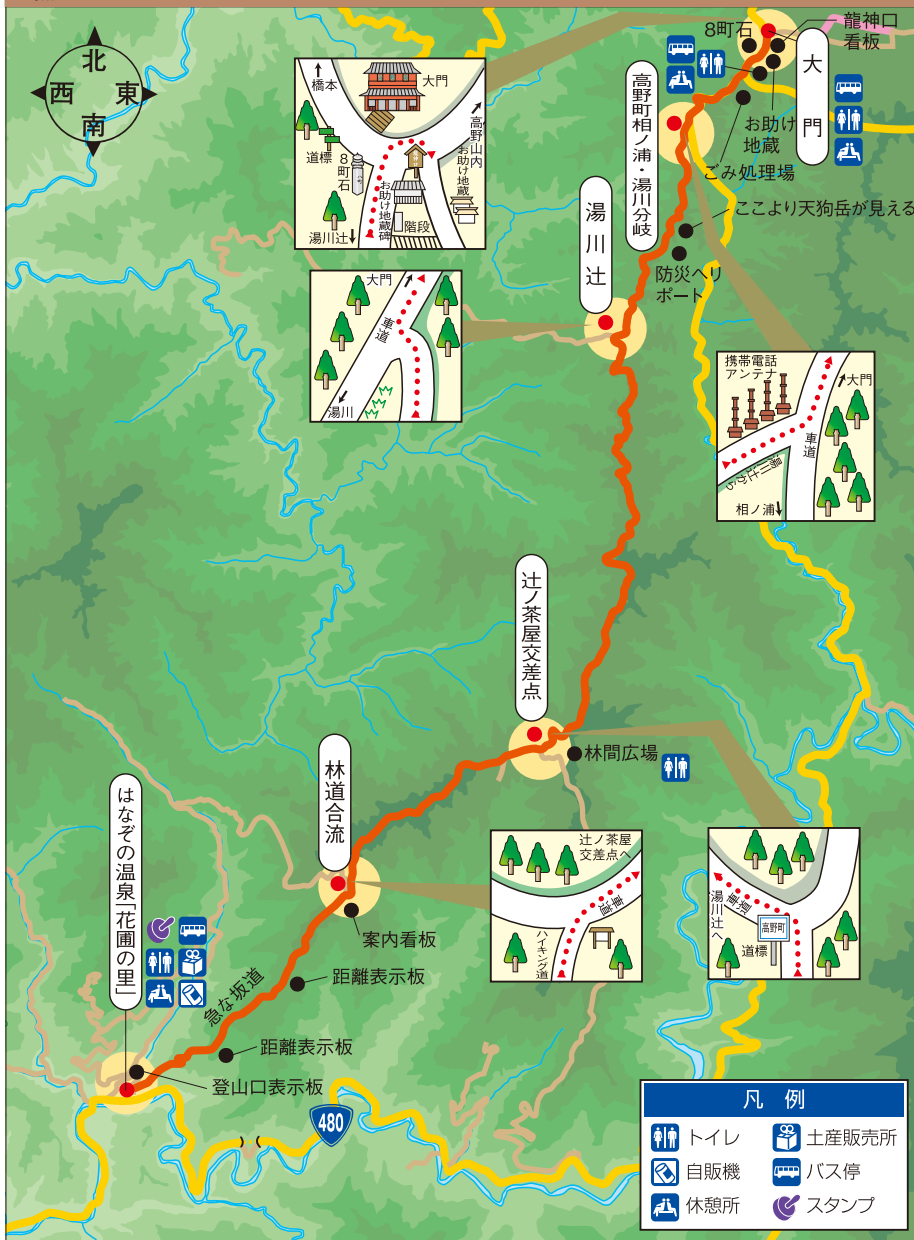 北
西 東
南
8町石
龍神口
看板
大門
お助け
地蔵
ごみ処理場
高野町相ノ浦・湯川分岐
ここより天狗岳が見える
防災ヘリ
ポート
湯川辻
橋本
大門
高野山内
道標
8町石
お助け地蔵
お助け地蔵碑
階段
湯川辻
大門
車道
湯川
携帯電話
アンテナ
大門
車道
湯川辻から
相ノ浦
辻ノ茶屋交差点
林間広場
林道合流
はなぞの温泉「花圃の里」
辻ノ茶屋
交差点へ
車道
ハイキング道
車道
湯川辻へ
高野町
道標
案内看板
距離表示板
急な坂道
距離表示板
登山口表示板
480
凡例
トイレ
土産販売所
自販機
バス停
休憩所
スタンプ